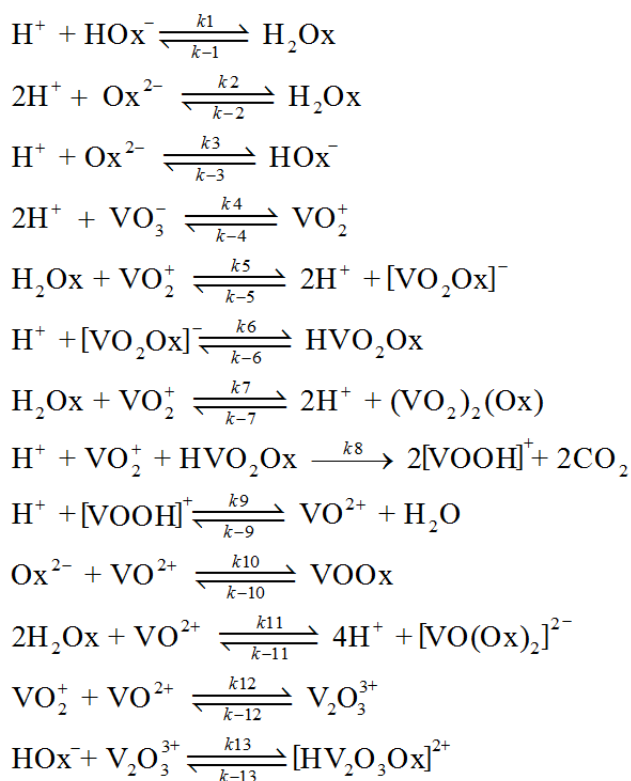 H⁺ + HOx⁻ ⇌ (k1, k−1) H₂Ox
2H⁺ + Ox²⁻ ⇌ (k2, k−2) H₂Ox
H⁺ + Ox²⁻ ⇌ (k3, k−3) HOx⁻
2H⁺ + VO₃⁻ ⇌ (k4, k−4) VO₂⁺
H₂Ox + VO₂⁺ ⇌ (k5, k−5) 2H⁺ + [VO₂Ox]⁻
H⁺ + [VO₂Ox]⁻ ⇌ (k6, k−6) HVO₂Ox
H₂Ox + VO₂⁺ ⇌ (k7, k−7) 2H⁺ + (VO₂)₂(Ox)
H⁺ + VO₂⁺ + HVO₂Ox → (k8) 2[VOOH]⁺ + 2CO₂
H⁺ + [VOOH]⁺ ⇌ (k9, k−9) VO²⁺ + H₂O
Ox²⁻ + VO²⁺ ⇌ (k10, k−10) VOOx
2H₂Ox + VO²⁺ ⇌ (k11, k−11) 4H⁺ + [VO(Ox)₂]²⁻
VO₂⁺ + VO²⁺ ⇌ (k12, k−12) V₂O₃³⁺
HOx⁻ + V₂O₃³⁺ ⇌ (k13, k−13) [HV₂O₃Ox]²⁺